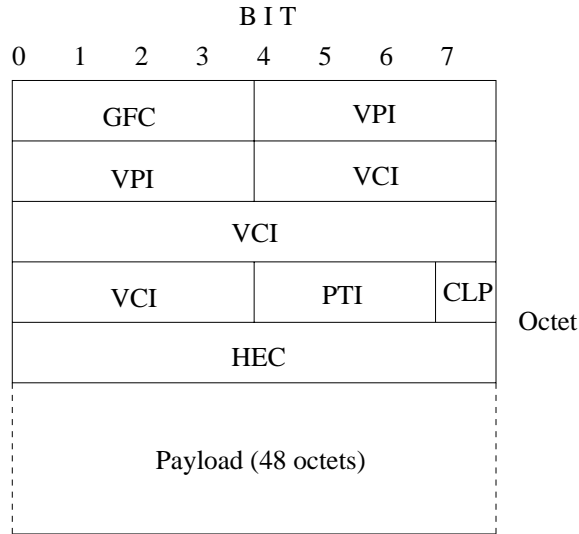 B I T
0 1 2 3 4 5 6 7
GFC VPI
VPI VCI
VCI
VCI PTI CLP
Octet
HEC
Payload (48 octets)